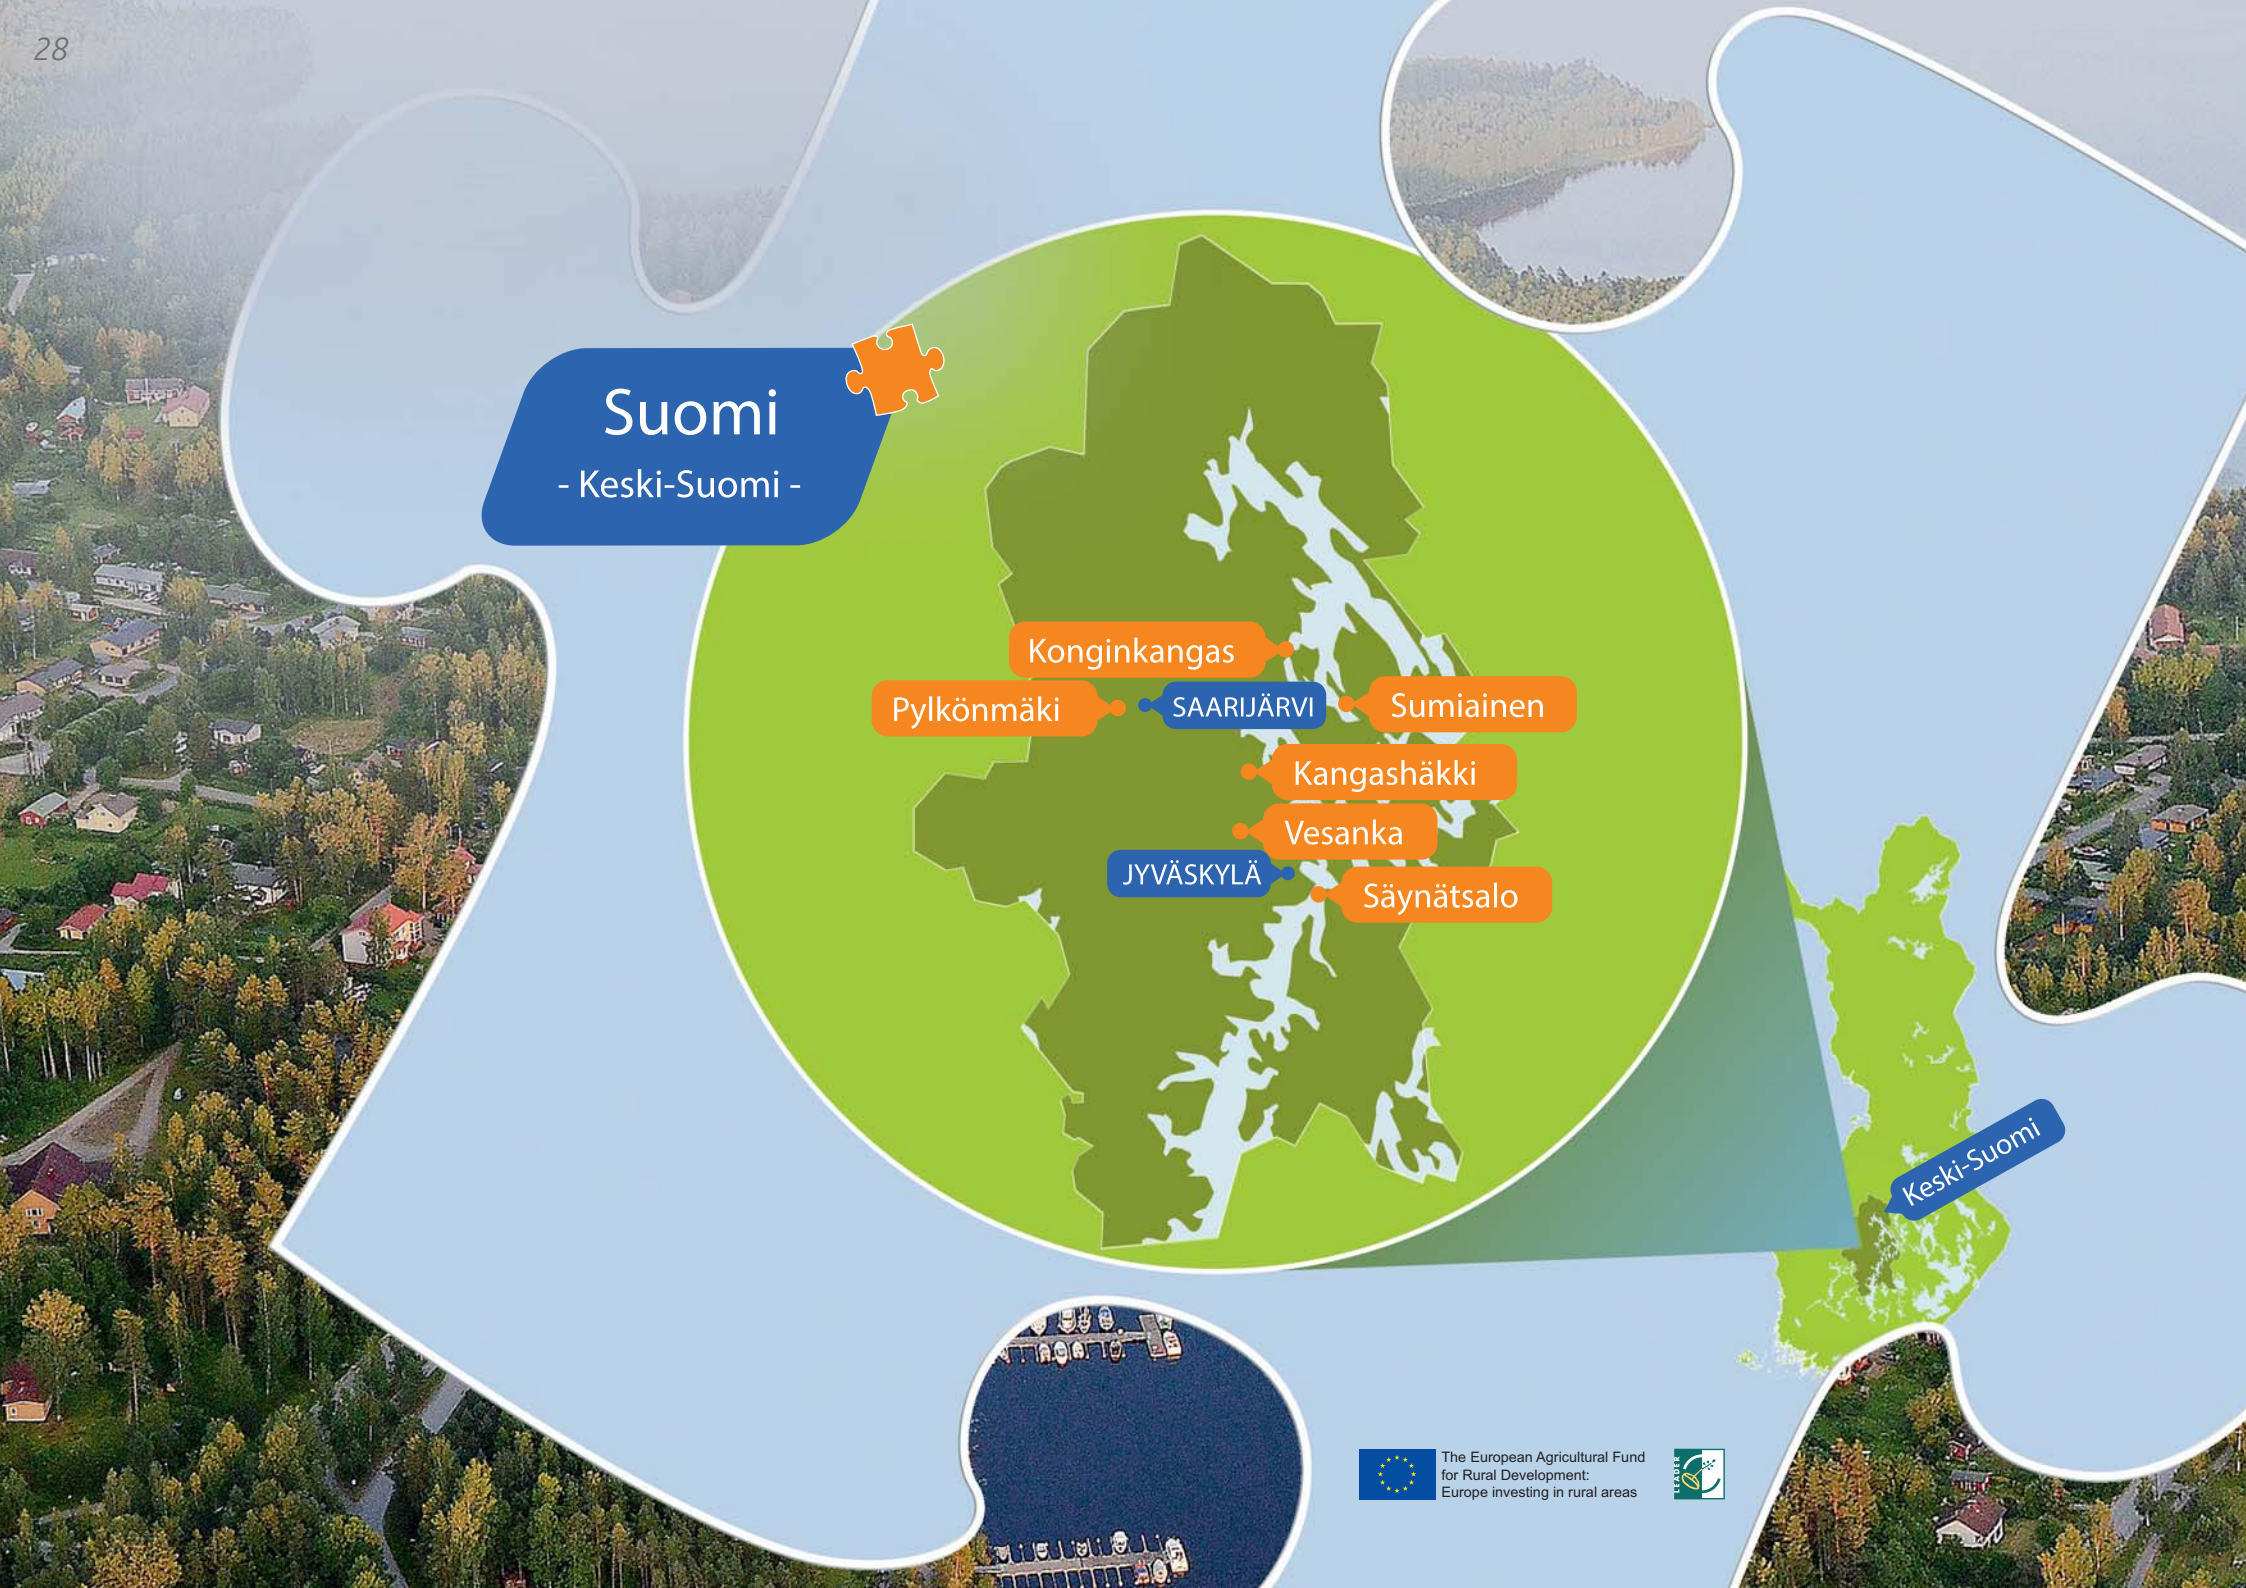 28
Suomi
- Keski-Suomi -
Konginkangas
Pylkönmäki
SAARIJÄRVI
Sumiainen
Kangashäkki
Vesanka
JYVÄSKYLÄ
Säynätsalo
Keski-Suomi
The European Agricultural Fund
for Rural Development:
Europe investing in rural areas
LEADER